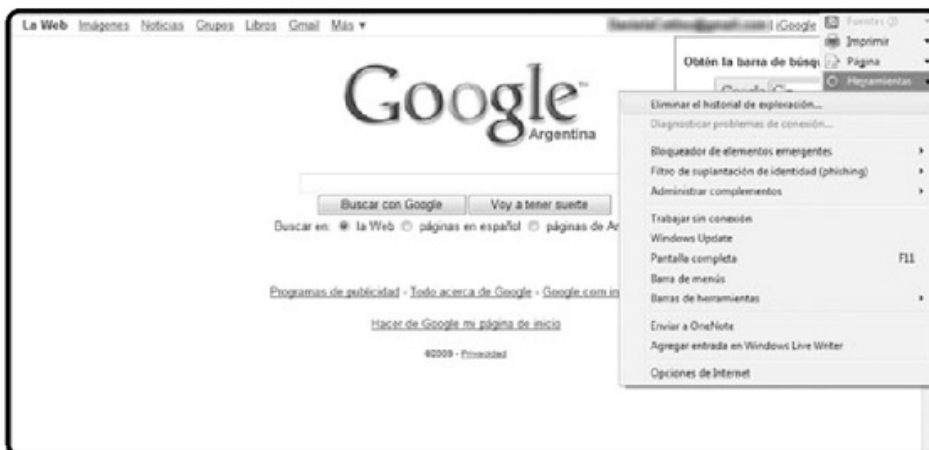 La Web Imágenes Noticias Grupos Libros Gmail Más ▼
| iGoogle
Fuentes (J)
Imprimir
Página
Herramientas
Obtén la barra de búsqu
Google
Argentina
Eliminar el historial de exploración...
Diagnosticar problemas de conexión...
Bloqueador de elementos emergentes
Filtro de suplantación de identidad (phishing)
Administrar complementos
Trabajar sin conexión
Windows Update
Pantalla completa F11
Barra de menús
Barras de herramientas
Enviar a OneNote
Agregar entrada en Windows Live Writer
Opciones de Internet
Buscar con Google Voy a tener suerte
Buscar en: la Web páginas en español páginas de Ar
Programas de publicidad - Todo acerca de Google - Google.com in
Hacer de Google mi página de inicio
©2009 - Privacidad